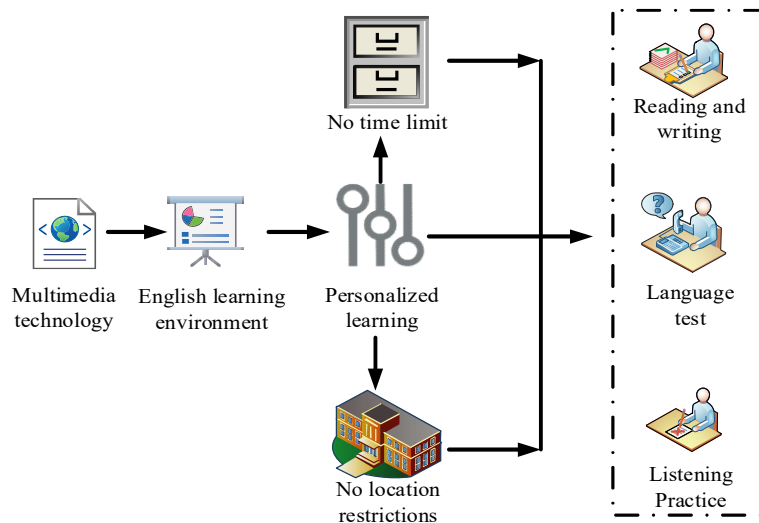 No time limit
Multimedia
technology
English learning
environment
Personalized
learning
No location
restrictions
Reading and
writing
?
Language
test
Listening
Practice